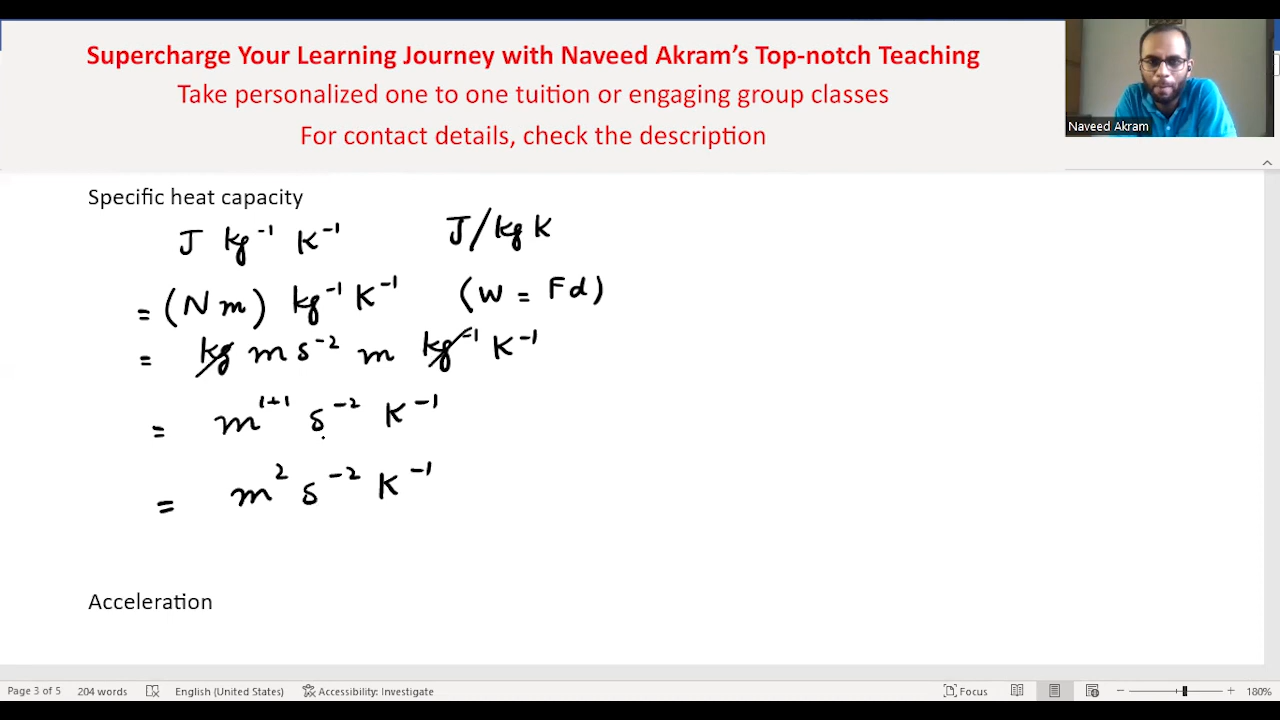 Supercharge Your Learning Journey with Naveed Akram’s Top-notch Teaching
Take personalized one to one tuition or engaging group classes
For contact details, check the description
Naveed Akram
Specific heat capacity
J kg⁻¹ K⁻¹ J/kg K
= (N m) kg⁻¹ K⁻¹ (W = Fd)
= kg m s⁻² m kg⁻¹ K⁻¹
= m¹⁺¹ s⁻² K⁻¹
= m² s⁻² K⁻¹
Acceleration
Page 3 of 5 204 words English (United States) Accessibility: Investigate Focus 180%